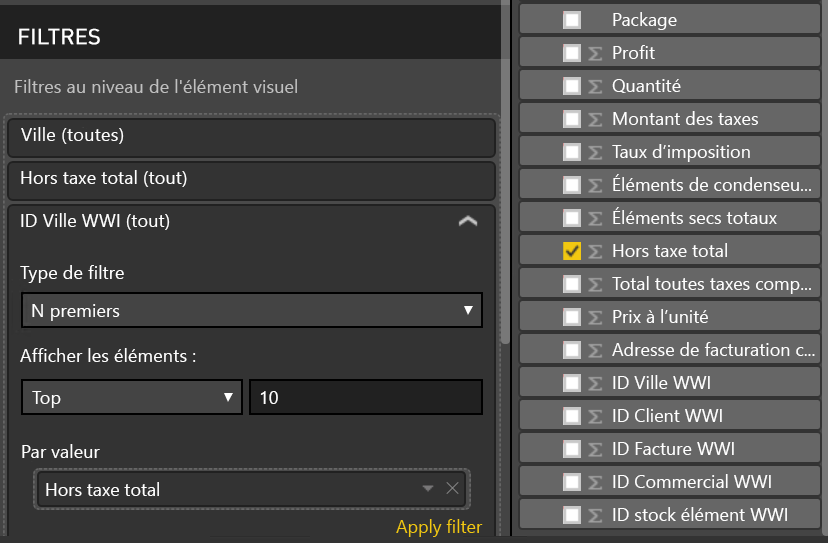 FILTRES
Filtres au niveau de l'élément visuel
Ville (toutes)
Hors taxe total (tout)
ID Ville WWI (tout)
Type de filtre
N premiers
Afficher les éléments :
Top
10
Par valeur
Hors taxe total
Apply filter
Package
Profit
Quantité
Montant des taxes
Taux d’imposition
Éléments de condenseu...
Éléments secs totaux
Hors taxe total
Total toutes taxes comp...
Prix à l’unité
Adresse de facturation c...
ID Ville WWI
ID Client WWI
ID Facture WWI
ID Commercial WWI
ID stock élément WWI